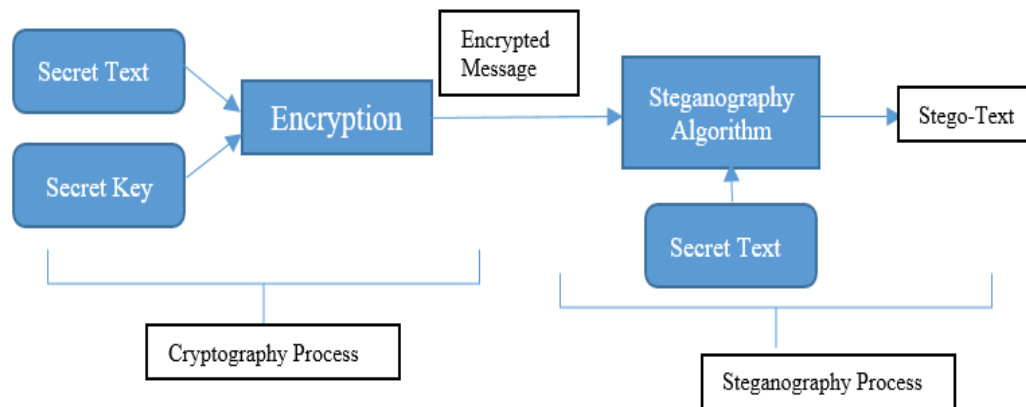 Secret Text
Secret Key
Encryption
Encrypted
Message
Steganography
Algorithm
Stego-Text
Secret Text
Cryptography Process
Steganography Process